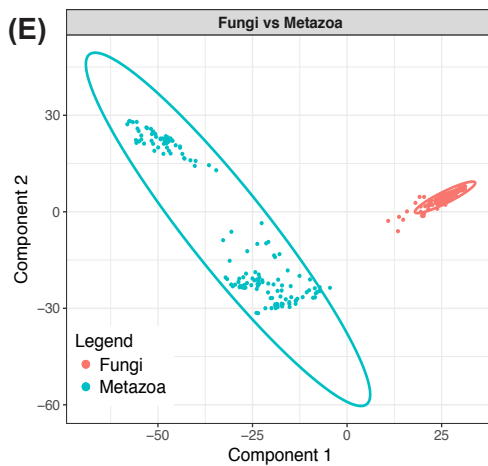 (E)
Fungi vs Metazoa
Component 2
30
0
−30
−60
Legend
Fungi
Metazoa
−50 −25 0 25
Component 1